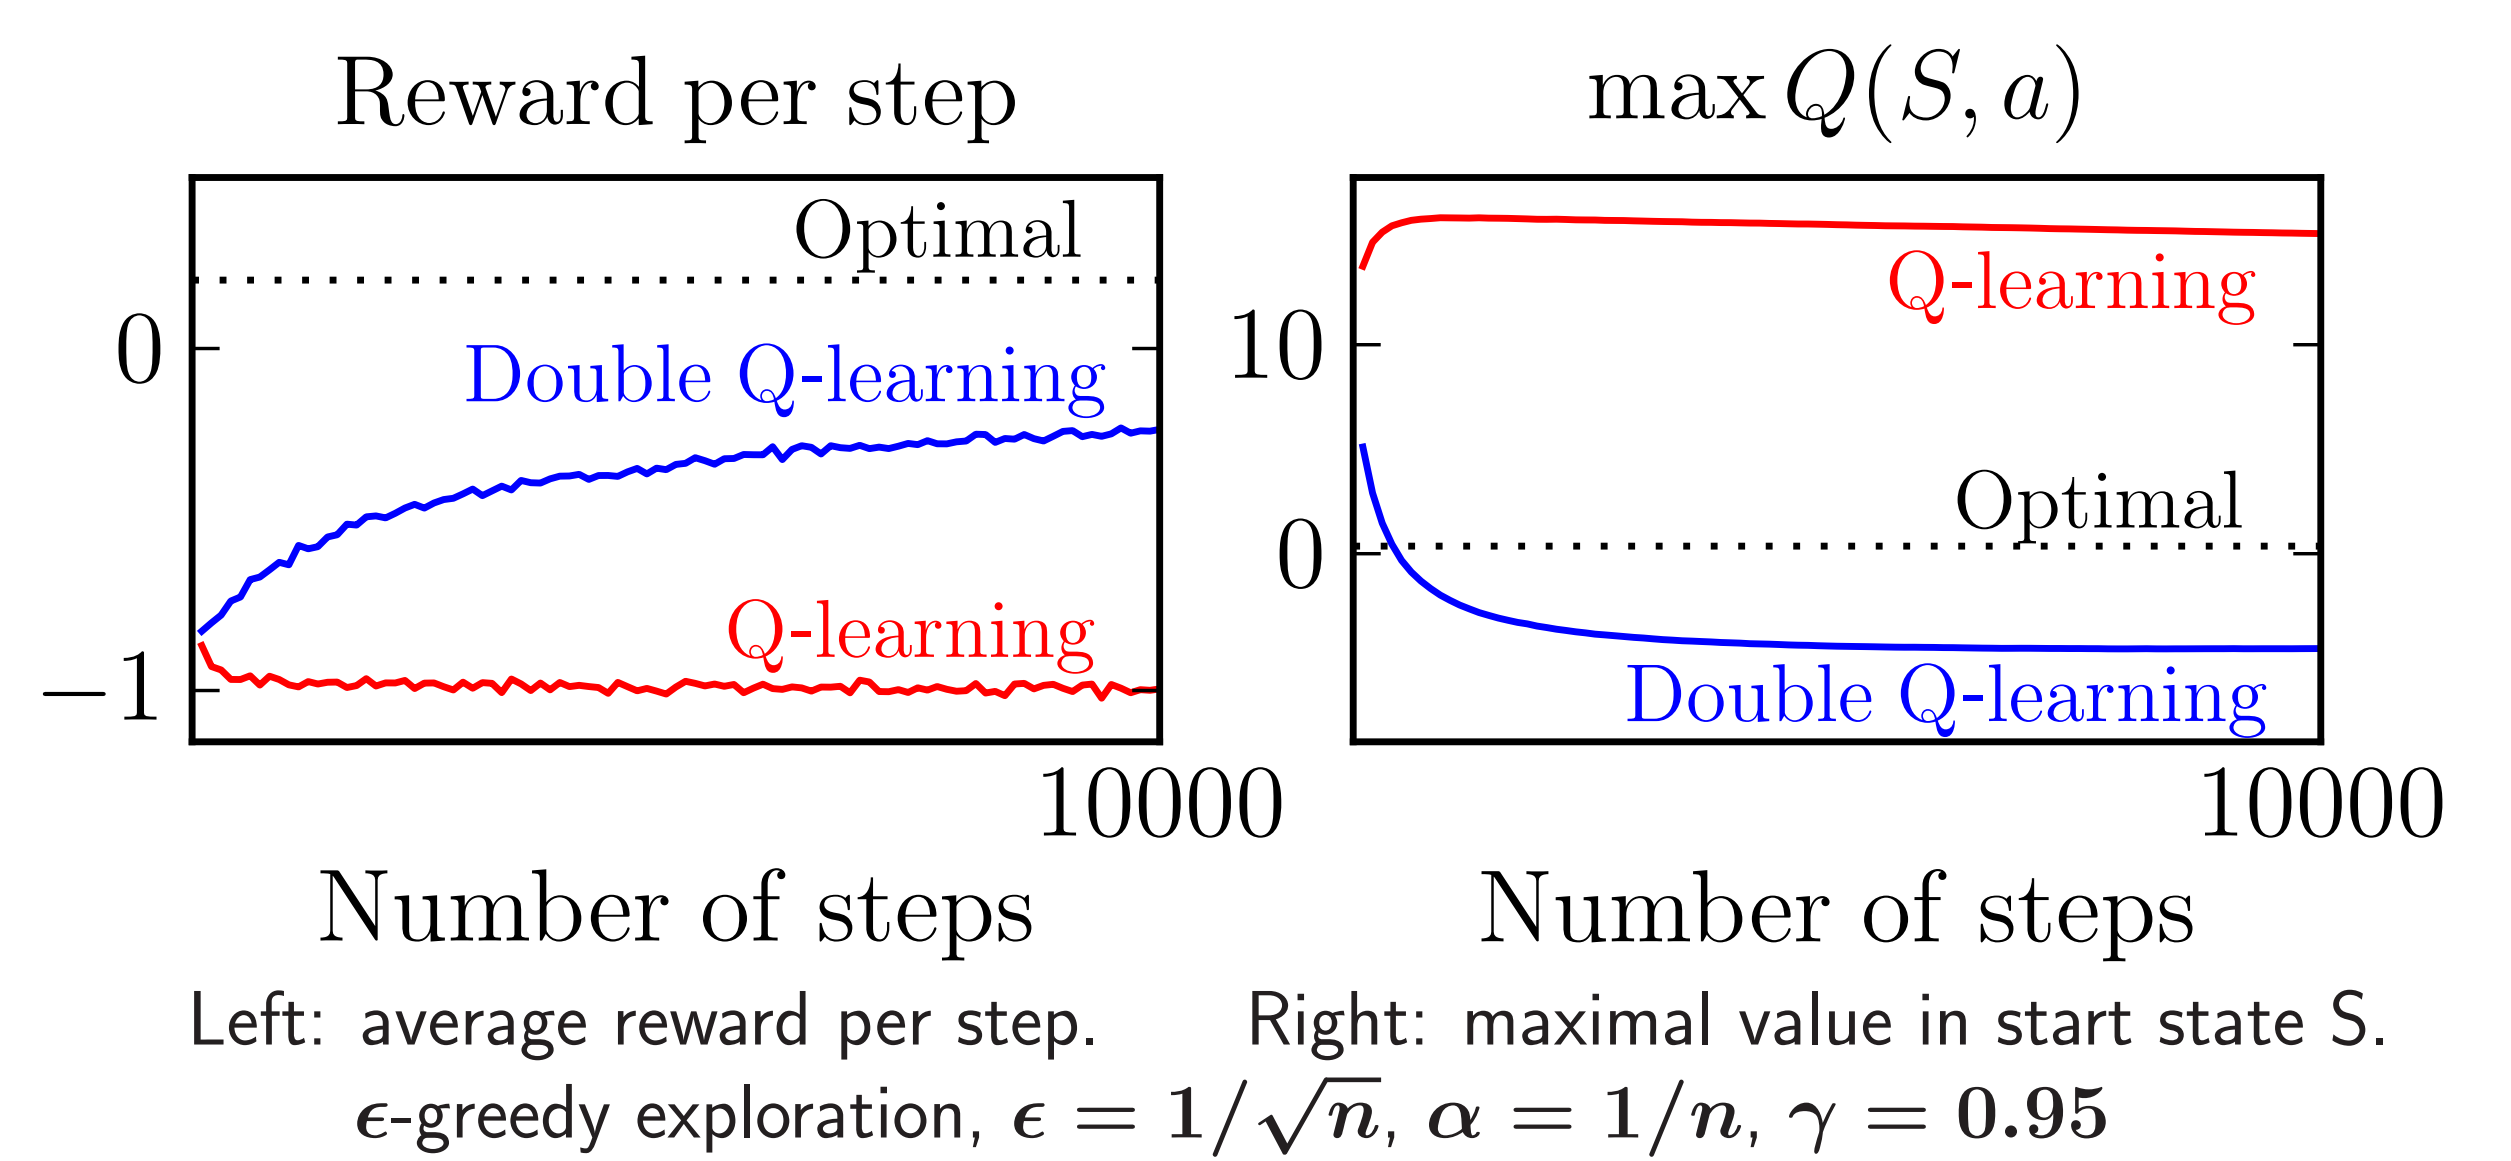 Reward per step
max Q(S, a)
Optimal
0
Double Q-learning
Q-learning
−1
10000
Number of steps
Q-learning
10
Optimal
0
Double Q-learning
10000
Number of steps
Left: average reward per step.
Right: maximal value in start state S.
ϵ-greedy exploration, ϵ = 1/√n, α = 1/n, γ = 0.95